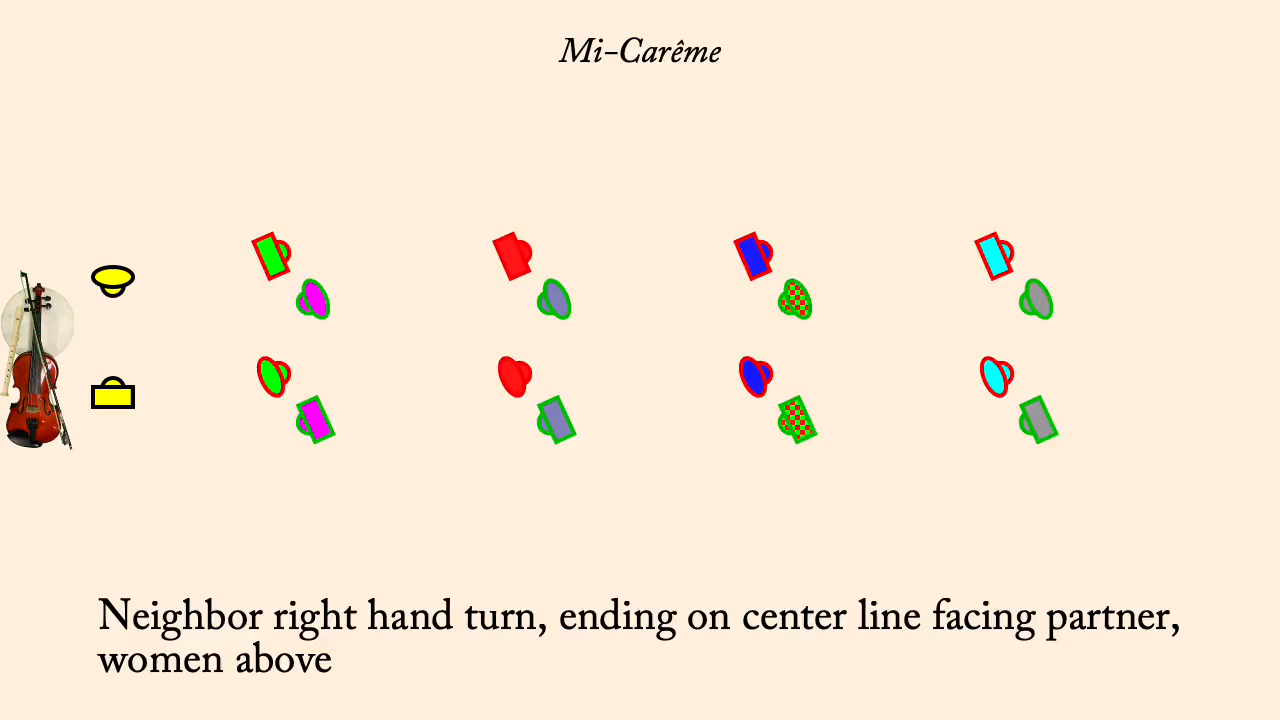 Mi-Carême
Neighbor right hand turn, ending on center line facing partner,
women above